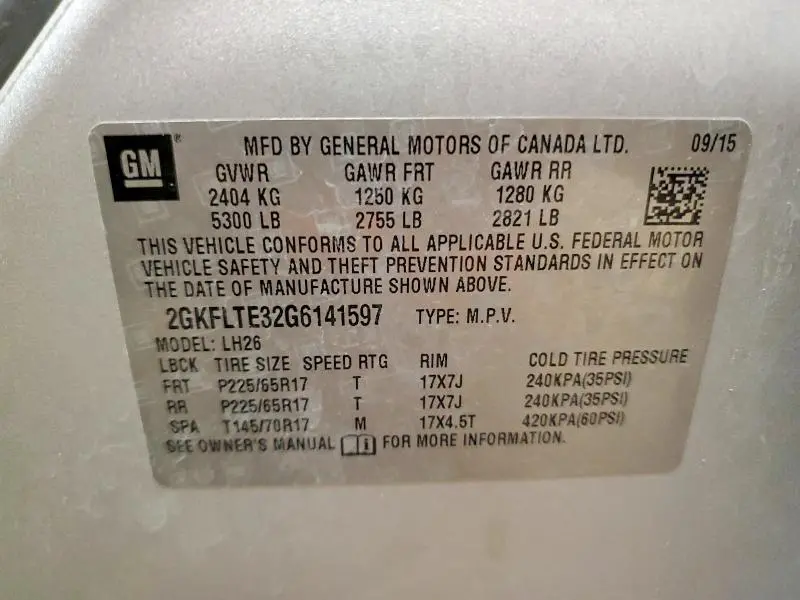 GM® MFD BY GENERAL MOTORS OF CANADA LTD. 09/15
GVWR GAWR FRT GAWR RR
2404 KG 1250 KG 1280 KG
5300 LB 2755 LB 2821 LB
THIS VEHICLE CONFORMS TO ALL APPLICABLE U.S. FEDERAL MOTOR
VEHICLE SAFETY AND THEFT PREVENTION STANDARDS IN EFFECT ON
THE DATE OF MANUFACTURE SHOWN ABOVE.
2GKFLTE32G6141597 TYPE: M.P.V.
MODEL: LH26
LBCK TIRE SIZE SPEED RTG RIM COLD TIRE PRESSURE
FRT P225/65R17 T 17X7J 240KPA(35PSI)
RR P225/65R17 T 17X7J 240KPA(35PSI)
SPA T145/70R17 M 17X4.5T 420KPA(60PSI)
SEE OWNER'S MANUAL FOR MORE INFORMATION.